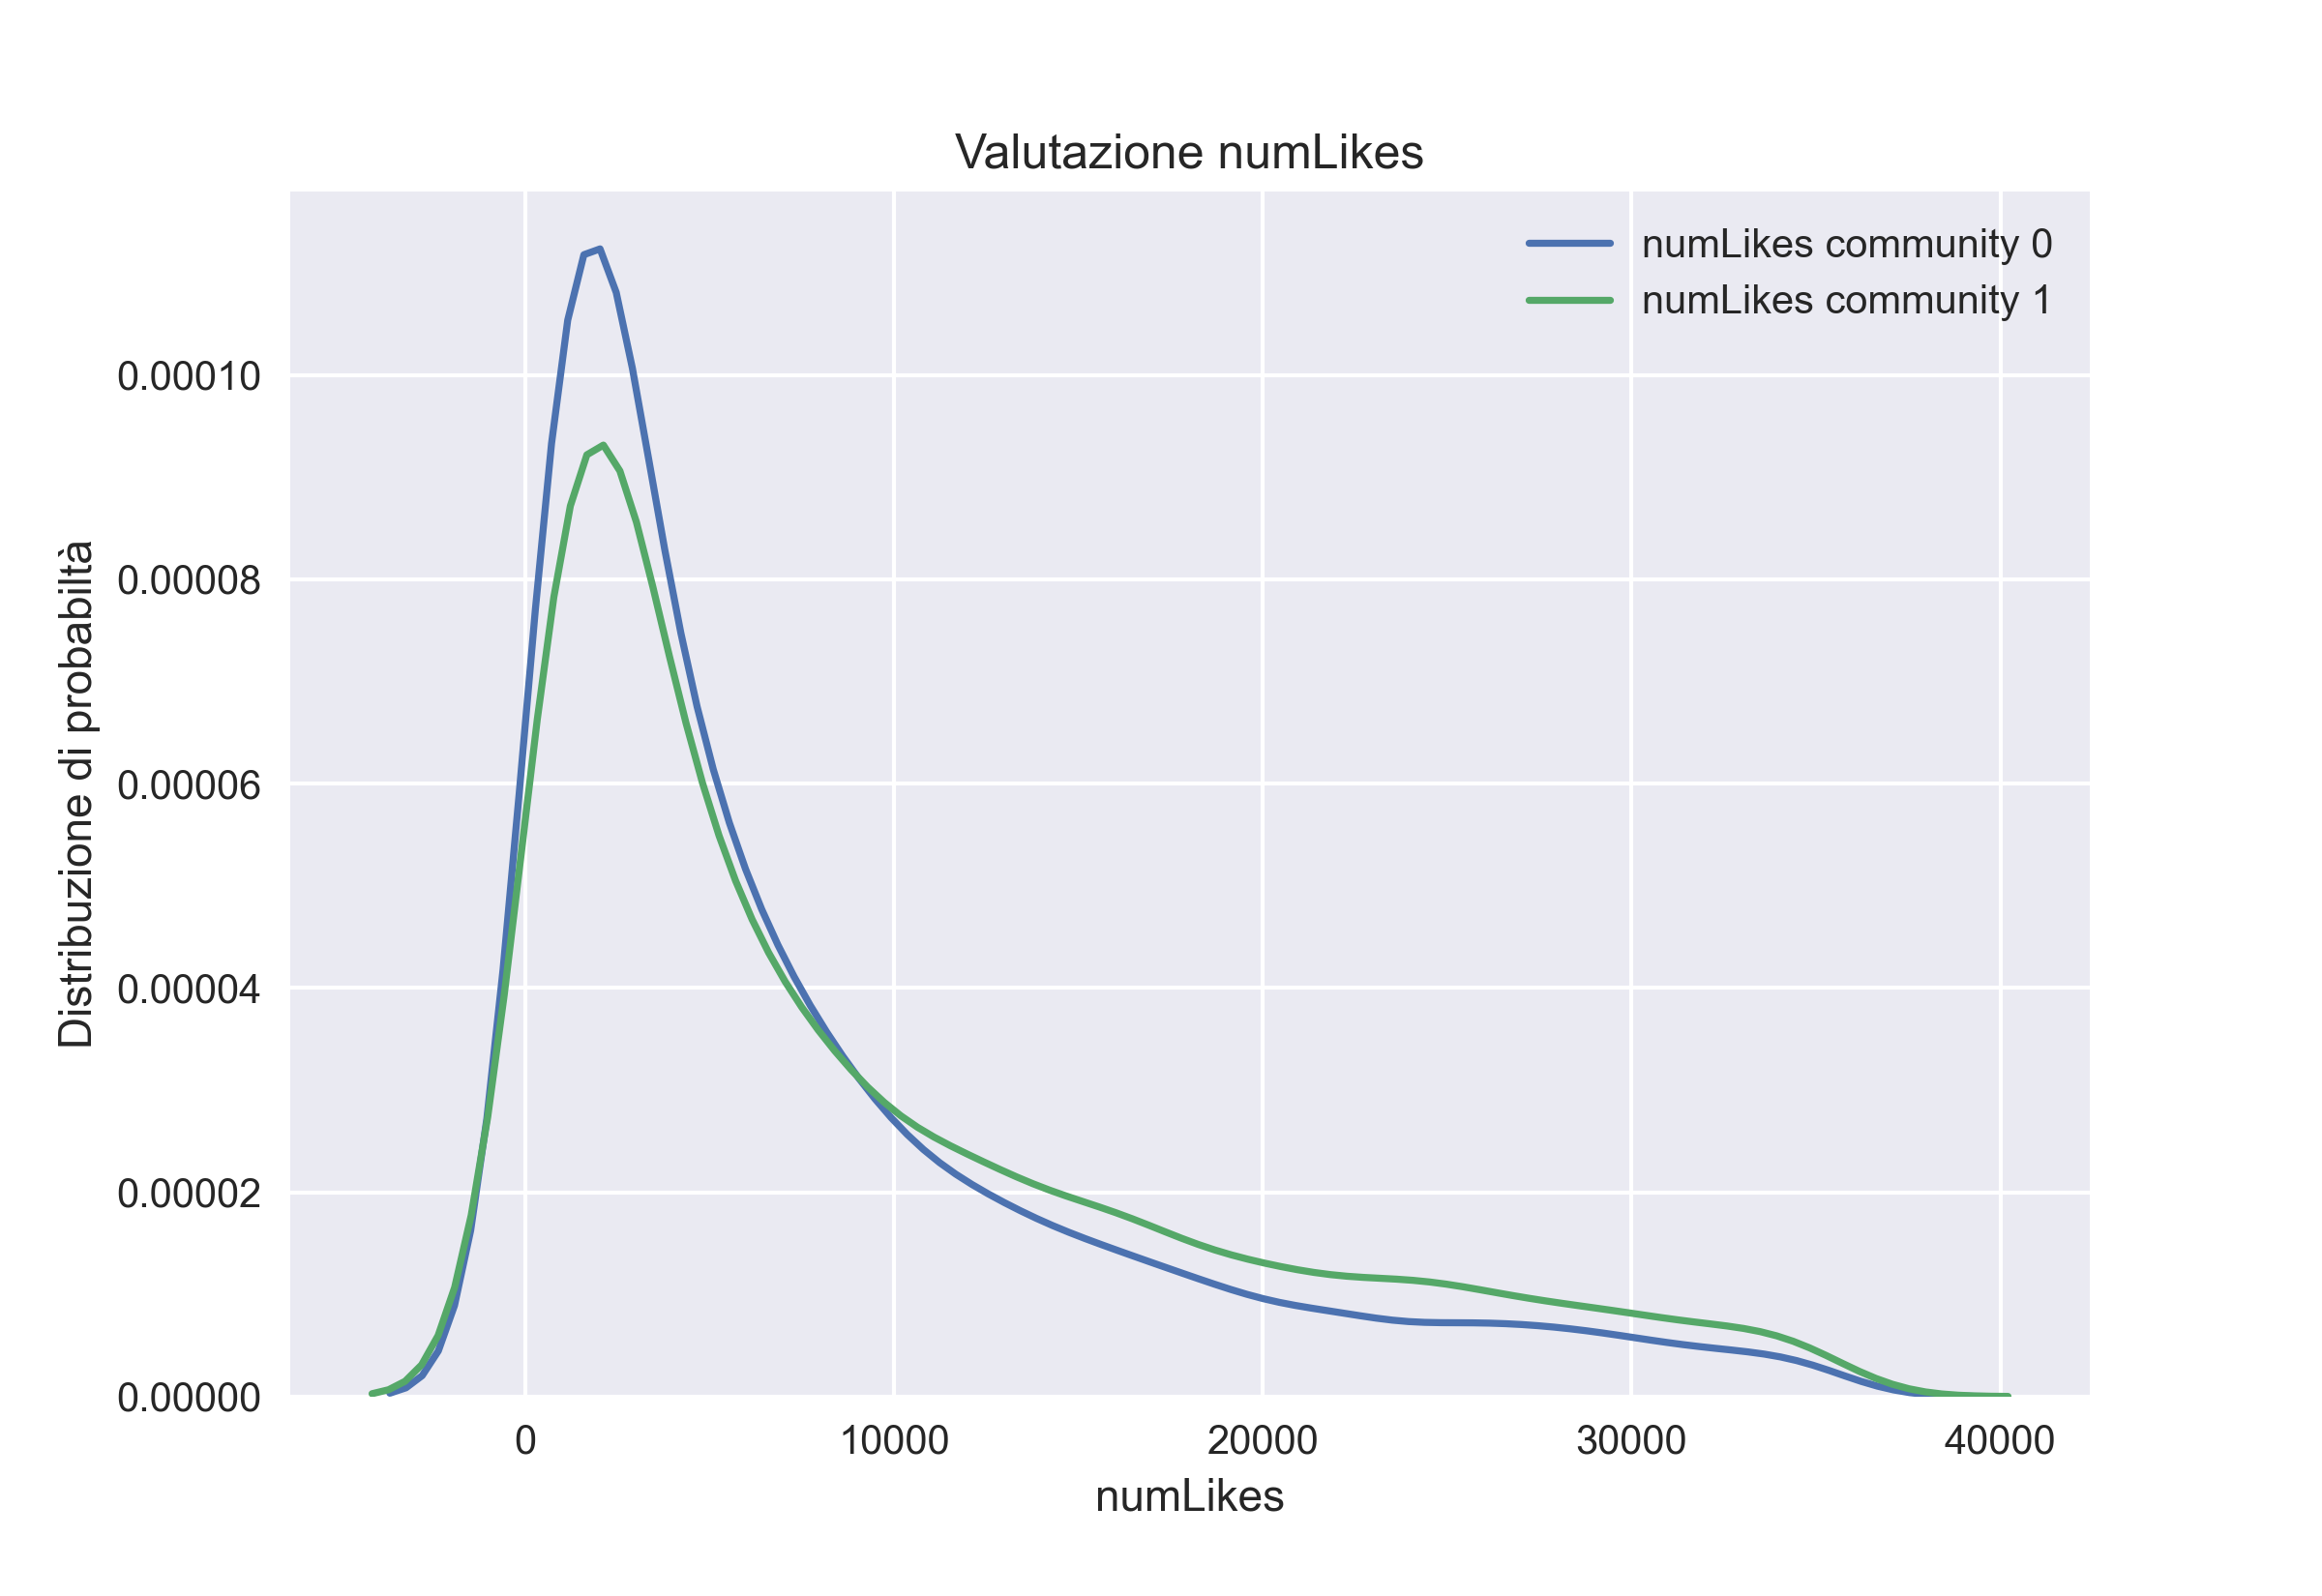 Valutazione numLikes
numLikes community 0
numLikes community 1
Distribuzione di probabilità
0.00010
0.00008
0.00006
0.00004
0.00002
0.00000
0
10000
20000
30000
40000
numLikes